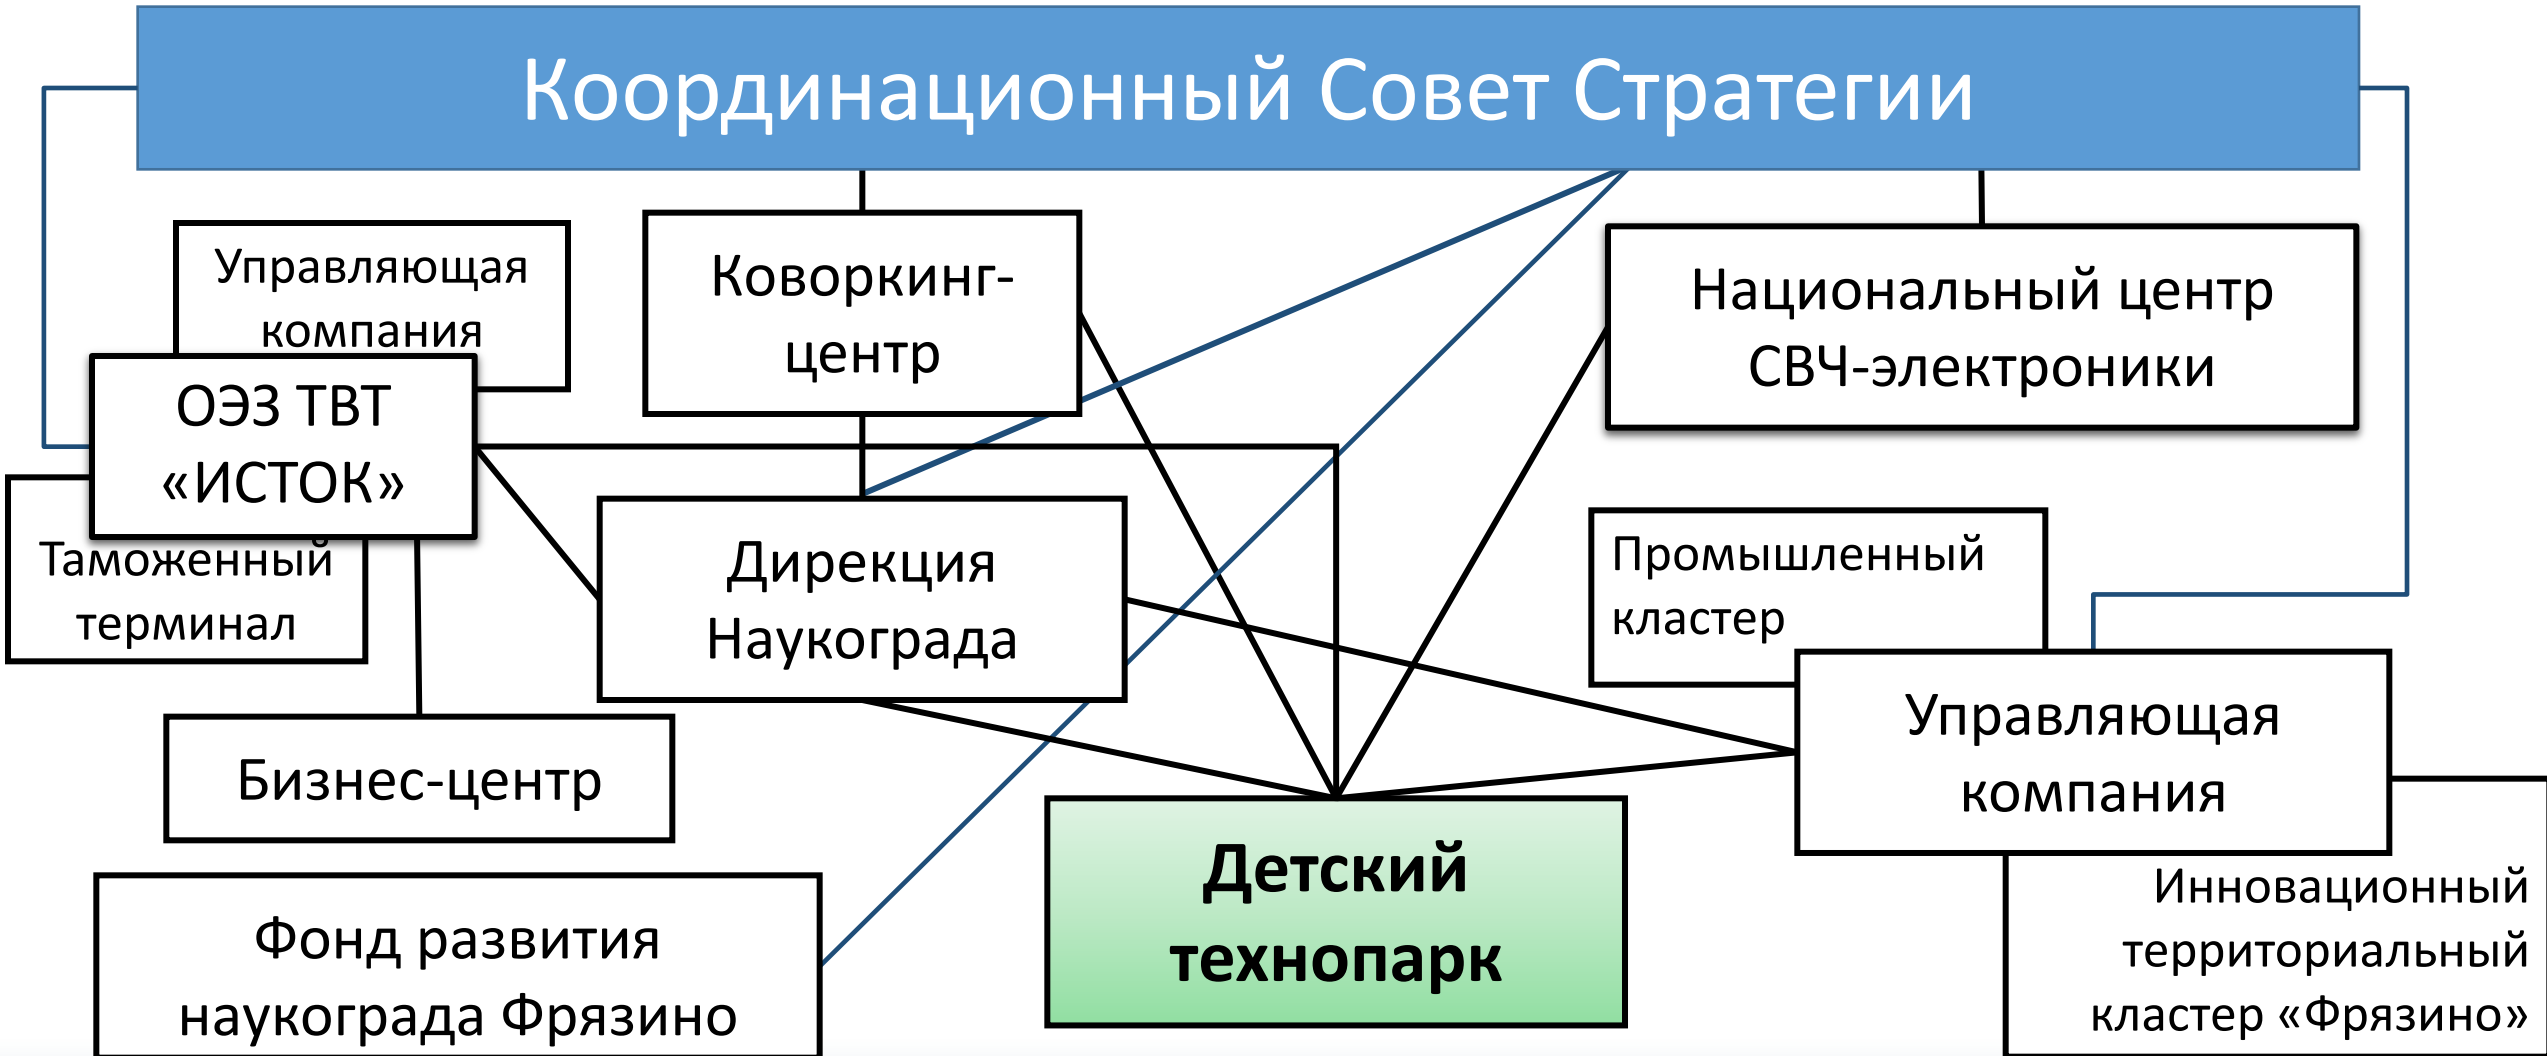 Координационный Совет Стратегии
Управляющая
компания
ОЭЗ ТВТ
«ИСТОК»
Таможенный
терминал
Коворкинг-
центр
Национальный центр
СВЧ-электроники
Дирекция
Наукограда
Промышленный
кластер
Управляющая
компания
Бизнес-центр
Детский
технопарк
Фонд развития
наукограда Фрязино
Инновационный
территориальный
кластер «Фрязино»